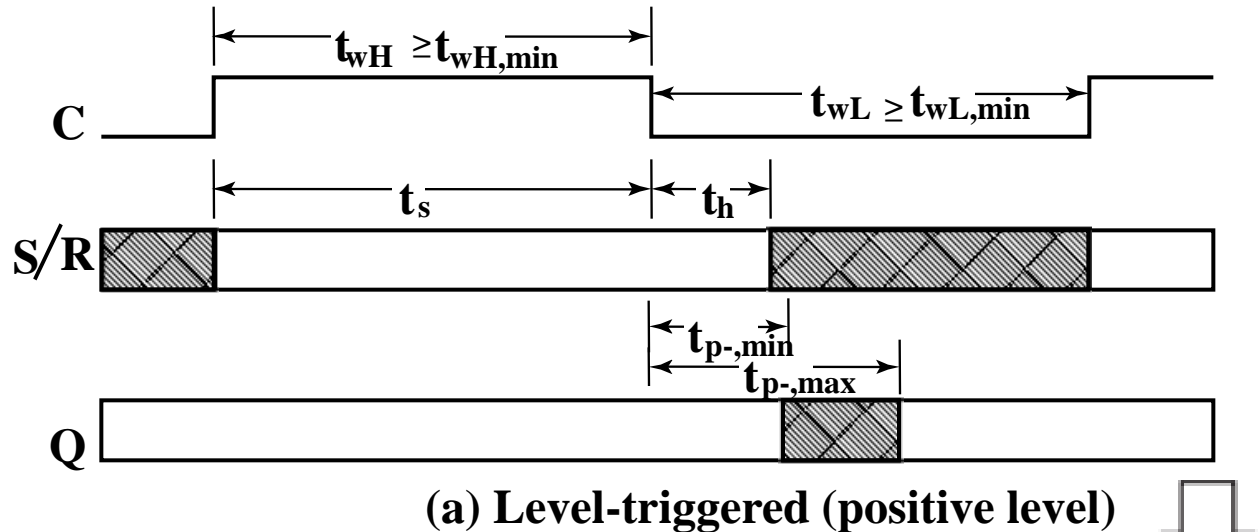 t_wH ≥ t_wH,min
t_wL ≥ t_wL,min
C
t_s
t_h
S/R
t_p-,min
t_p-,max
Q
(a) Level-triggered (positive level)